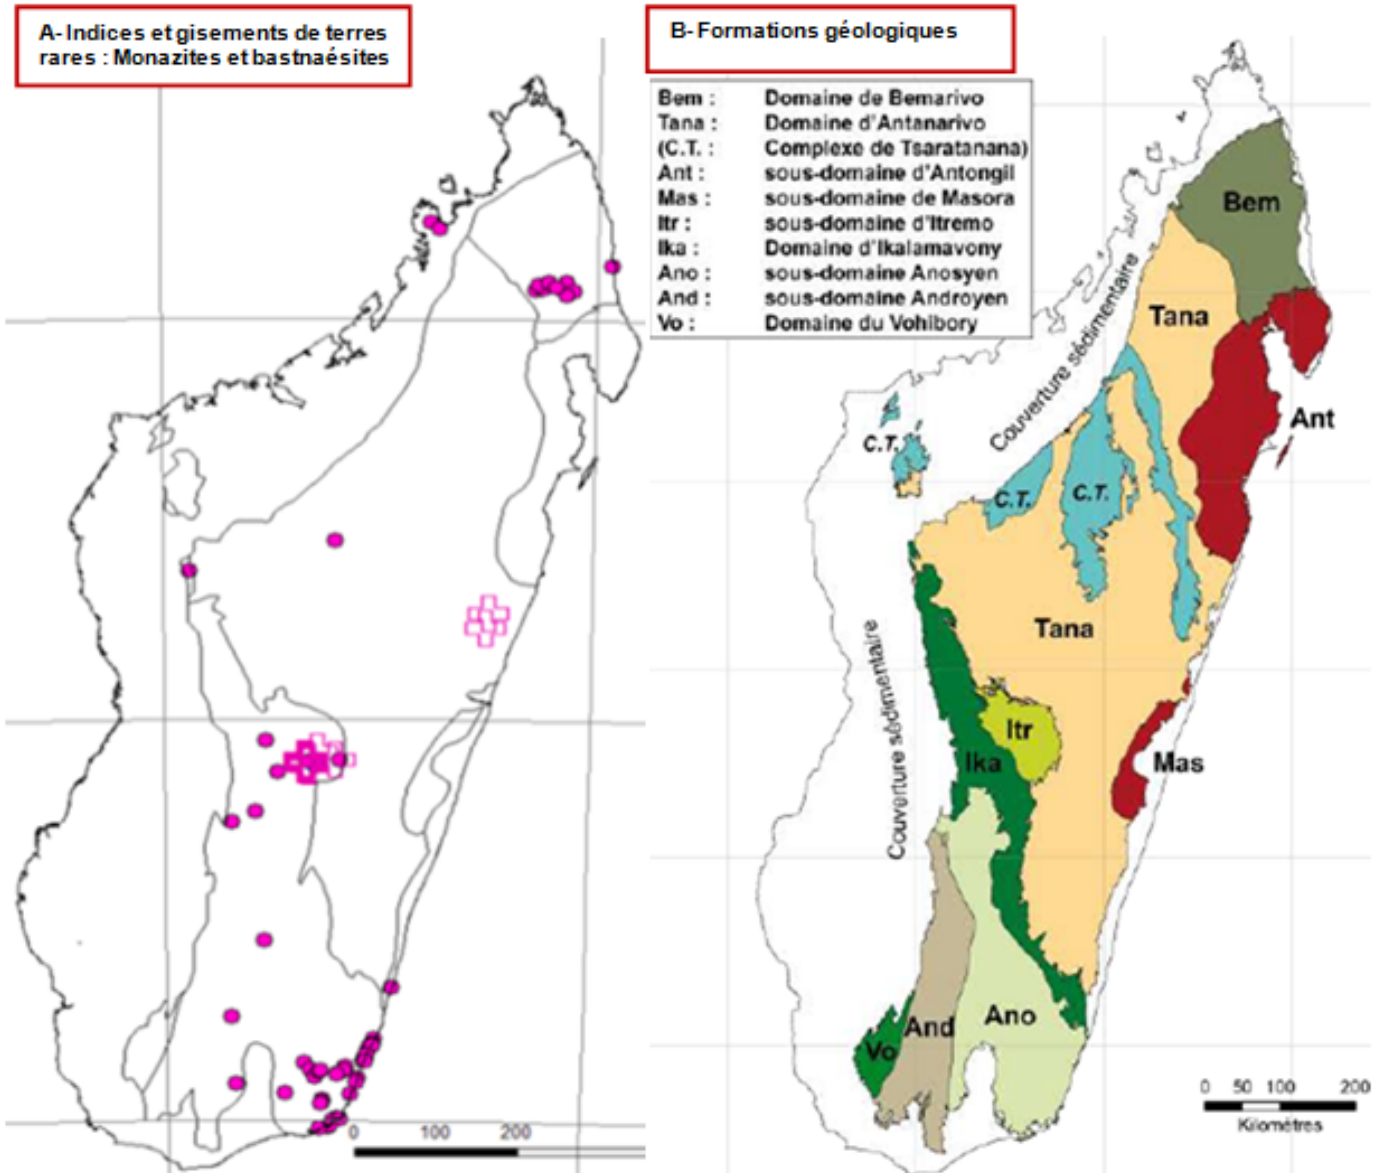 A- Indices et gisements de terres
rares : Monazites et bastnaésites
B- Formations géologiques
Bem : Domaine de Bemarivo
Tana : Domaine d'Antanarivo
(C.T. : Complexe de Tsaratanana)
Ant : sous-domaine d'Antongil
Mas : sous-domaine de Masora
Itr : sous-domaine d'Itremo
Ika : Domaine d'Ikalamavony
Ano : sous-domaine Anosyen
And : sous-domaine Androyen
Vo : Domaine du Vohibory
Bem
Tana
Couverture sédimentaire
Ant
C.T.
C.T.
C.T.
Tana
Couverture sédimentaire
Itr
Ika
Mas
Ano
And
Vo
0 50 100 200
Kilomètres
0 100 200